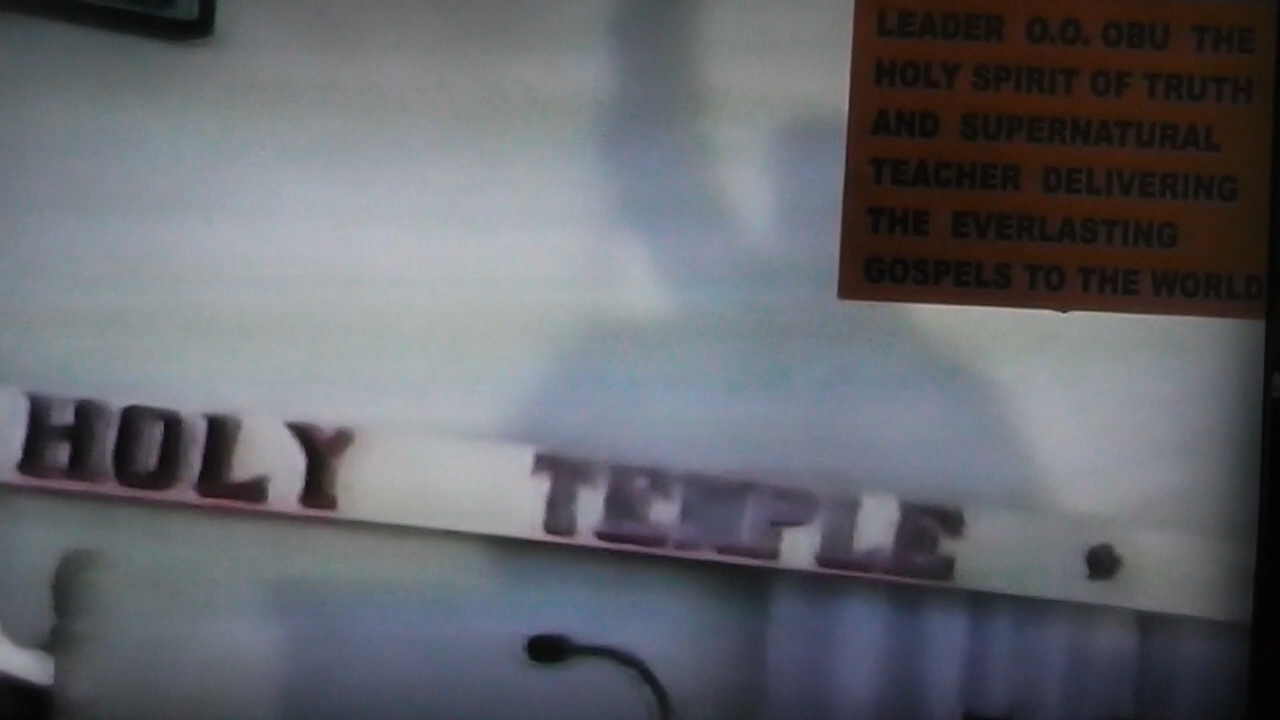 LEADER O.O. OBU THE
HOLY SPIRIT OF TRUTH
AND SUPERNATURAL
TEACHER DELIVERING
THE EVERLASTING
GOSPELS TO THE WORLD
HOLY TEMPLE